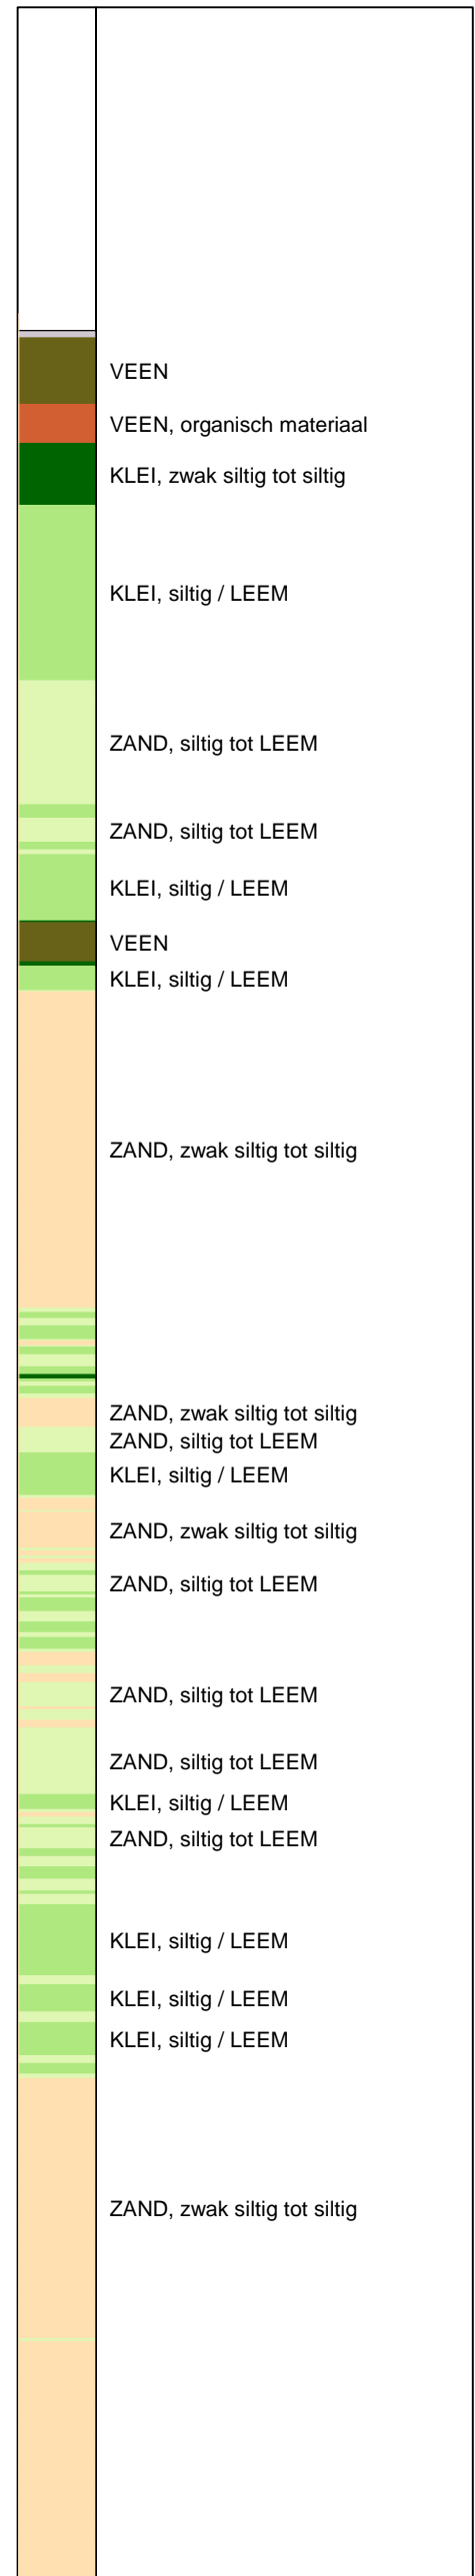 VEEN
VEEN, organisch materiaal
KLEI, zwak siltig tot siltig
KLEI, siltig / LEEM
ZAND, siltig tot LEEM
ZAND, siltig tot LEEM
KLEI, siltig / LEEM
VEEN
KLEI, siltig / LEEM
ZAND, zwak siltig tot siltig
ZAND, zwak siltig tot siltig
ZAND, siltig tot LEEM
KLEI, siltig / LEEM
ZAND, zwak siltig tot siltig
ZAND, siltig tot LEEM
ZAND, siltig tot LEEM
ZAND, siltig tot LEEM
KLEI, siltig / LEEM
ZAND, siltig tot LEEM
KLEI, siltig / LEEM
KLEI, siltig / LEEM
KLEI, siltig / LEEM
ZAND, zwak siltig tot siltig